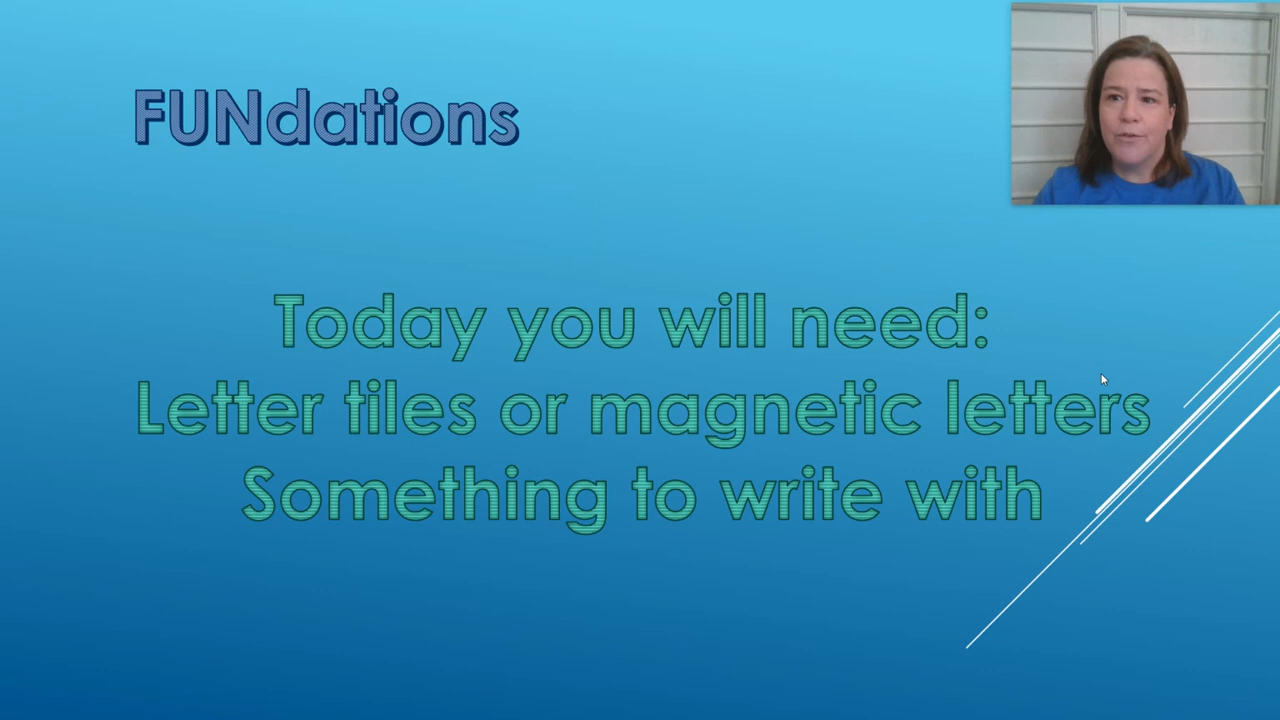 FUNdations
Today you will need:
Letter tiles or magnetic letters
Something to write with